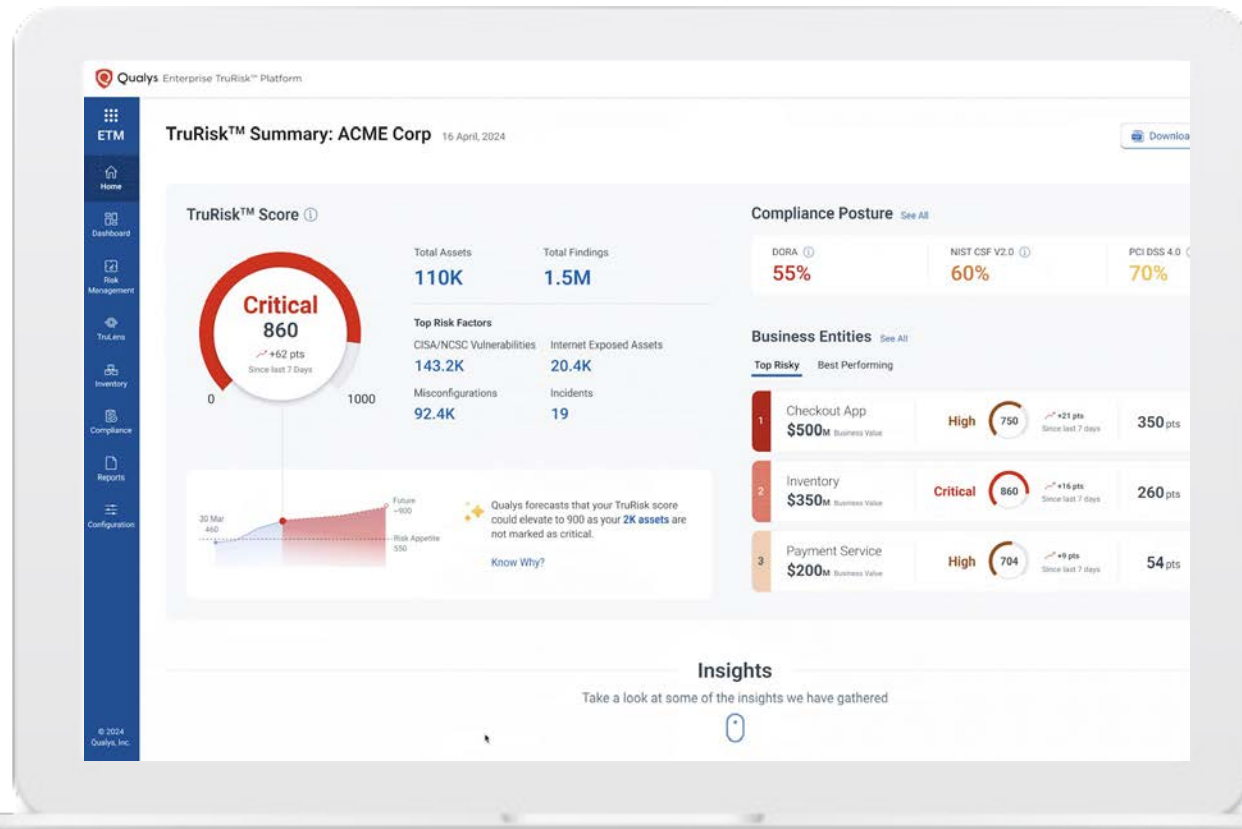 Qualys Enterprise TruRisk™ Platform
ETM
Home
Dashboard
Risk
Management
TruLens
Inventory
Compliance
Reports
Configuration
© 2024
Qualys, Inc.
TruRisk™ Summary: ACME Corp 16 April, 2024
Downloa
TruRisk™ Score
Critical
860
+62 pts
Since last 7 Days
0
1000
Total Assets
110K
Total Findings
1.5M
Top Risk Factors
CISA/NCSC Vulnerabilities
143.2K
Internet Exposed Assets
20.4K
Misconfigurations
92.4K
Incidents
19
30 Mar
460
Future
~900
Risk Appetite
550
Qualys forecasts that your TruRisk score
could elevate to 900 as your 2K assets are
not marked as critical.
Know Why?
Compliance Posture See All
DORA
55%
NIST CSF V2.0
60%
PCI DSS 4.0
70%
Business Entities See All
Top Risky Best Performing
1
Checkout App
$500M Business Value
High 750
+21 pts
Since last 7 days
350 pts
2
Inventory
$350M Business Value
Critical 860
+16 pts
Since last 7 days
260 pts
3
Payment Service
$200M Business Value
High 704
+9 pts
Since last 7 days
54 pts
Insights
Take a look at some of the insights we have gathered